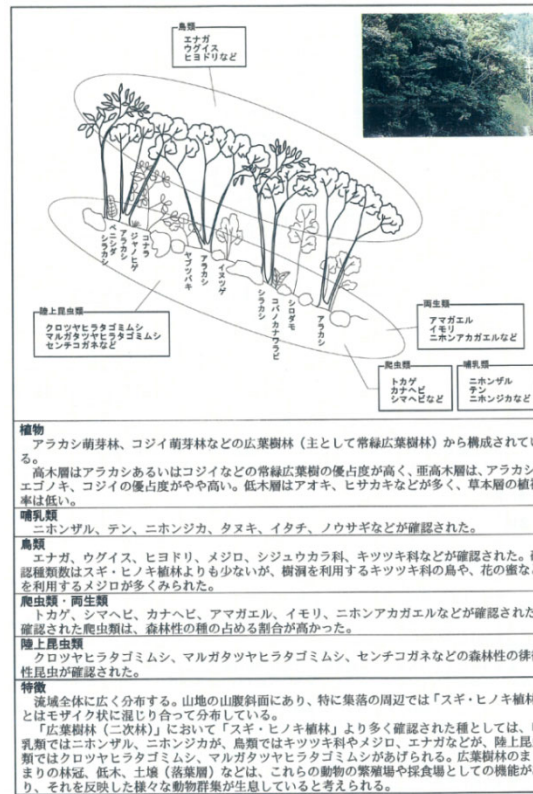 鳥類
エナガ
ウグイス
ヒヨドリなど
シラカシ
ベニシダ
アラカシ
ジャノヒゲ
コナラ
ヤブツバキ
アラカシ
イヌツゲ
シラカシ
コバノカナワラビ
シロダモ
アラカシ
陸上昆虫類
クロツヤヒラタゴミムシ
マルガタツヤヒラタゴミムシ
センチコガネなど
両生類
アマガエル
イモリ
ニホンアカガエルなど
爬虫類
トカゲ
カナヘビ
シマヘビなど
哺乳類
ニホンザル
テン
ニホンジカなど
植物
アラカシ萌芽林、コジイ萌芽林などの広葉樹林（主として常緑広葉樹林）から構成されてい
る。
高木層はアラカシあるいはコジイなどの常緑広葉樹の優占度が高く、亜高木層は、アラカシ
エゴノキ、コジイの優占度がやや高い。低木層はアオキ、ヒサカキなどが多く、草本層の植被
率は低い。
哺乳類
ニホンザル、テン、ニホンジカ、タヌキ、イタチ、ノウサギなどが確認された。
鳥類
エナガ、ウグイス、ヒヨドリ、メジロ、シジュウカラ科、キツツキ科などが確認された。
認種類数はスギ・ヒノキ植林よりも少ないが、樹洞を利用するキツツキ科の鳥や、花の蜜な
を利用するメジロが多くみられた。
爬虫類・両生類
トカゲ、シマヘビ、カナヘビ、アマガエル、イモリ、ニホンアカガエルなどが確認された
確認された爬虫類は、森林性の種の占める割合が高かった。
陸上昆虫類
クロツヤヒラタゴミムシ、マルガタツヤヒラタゴミムシ、センチコガネなどの森林性の徘徊
性昆虫が確認された。
特徴
流域全体に広く分布する。山地の山腹斜面にあり、特に集落の周辺では「スギ・ヒノキ植林
とはモザイク状に混じり合って分布している。
「広葉樹林（二次林）」において「スギ・ヒノキ植林」より多く確認された種としては、
乳類ではニホンザル、ニホンジカが、鳥類ではキツツキ科やメジロ、エナガなどが、陸上昆
類ではクロツヤヒラタゴミムシ、マルガタツヤヒラタゴミムシがあげられる。広葉樹林のま
まりの林冠、低木、土壌（落葉層）などは、これらの動物の繁殖場や採食場としての機能が
り、それを反映した様々な動物群集が生息していると考えられる。